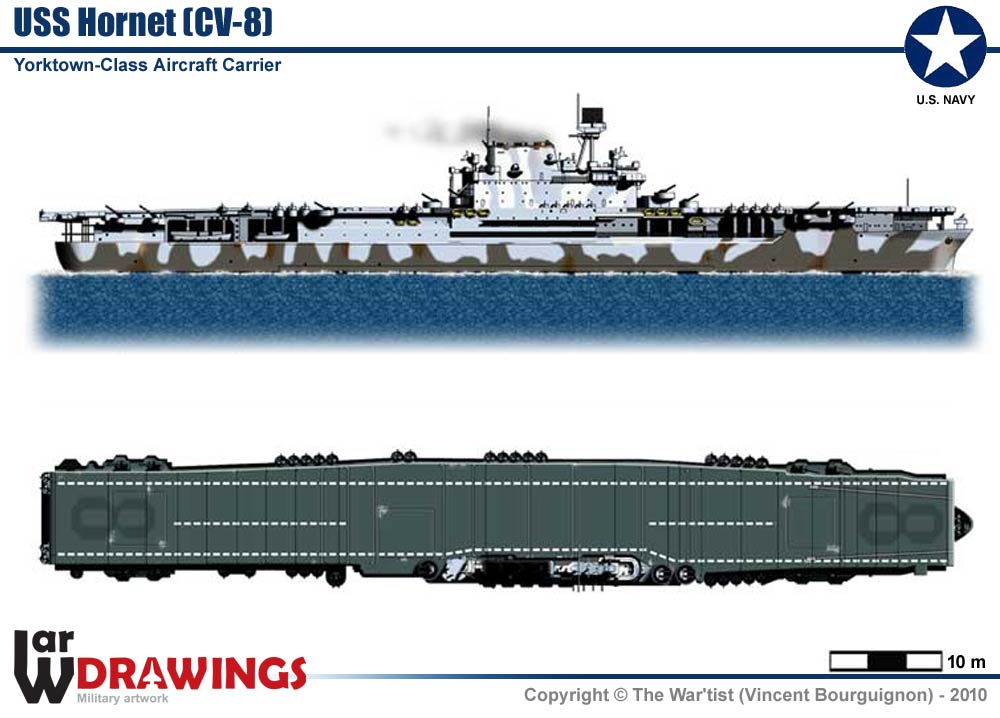 USS Hornet (CV-8)
Yorktown-Class Aircraft Carrier
U.S. NAVY
8
8
War DRAWINGS
Military artwork
10 m
Copyright © The War'tist (Vincent Bourguignon) - 2010